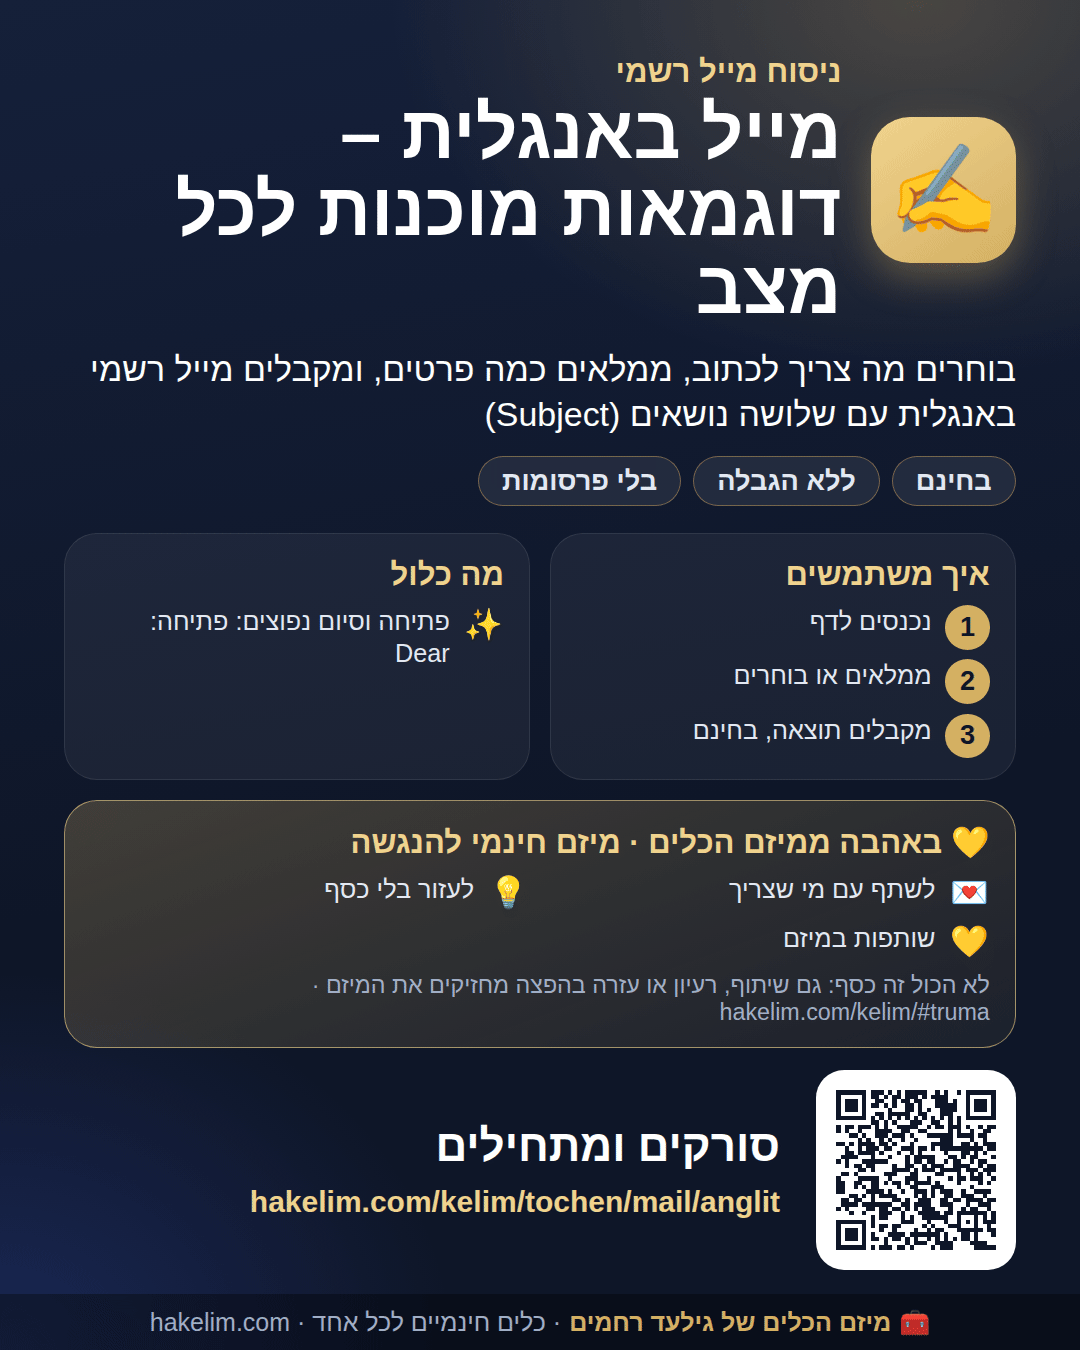 ניסוח מייל רשמי
מייל באנגלית –
דוגמאות מוכנות לכל
מצב
בוחרים מה צריך לכתוב, ממלאים כמה פרטים, ומקבלים מייל רשמי
באנגלית עם שלושה נושאים (Subject)
בחינם
ללא הגבלה
בלי פרסומות
איך משתמשים
1 נכנסים לדף
2 ממלאים או בוחרים
3 מקבלים תוצאה, בחינם
מה כלול
פתיחה וסיום נפוצים: פתיחה:
Dear
באהבה ממיזם הכלים · מיזם חינמי להנגשה
לשתף עם מי שצריך
לעזור בלי כסף
שותפות במיזם
לא הכול זה כסף: גם שיתוף, רעיון או עזרה בהפצה מחזיקים את המיזם ·
hakelim.com/kelim/#truma
סורקים ומתחילים
hakelim.com/kelim/tochen/mail/anglit
מיזם הכלים של גילעד רחמים · כלים חינמיים לכל אחד · hakelim.com